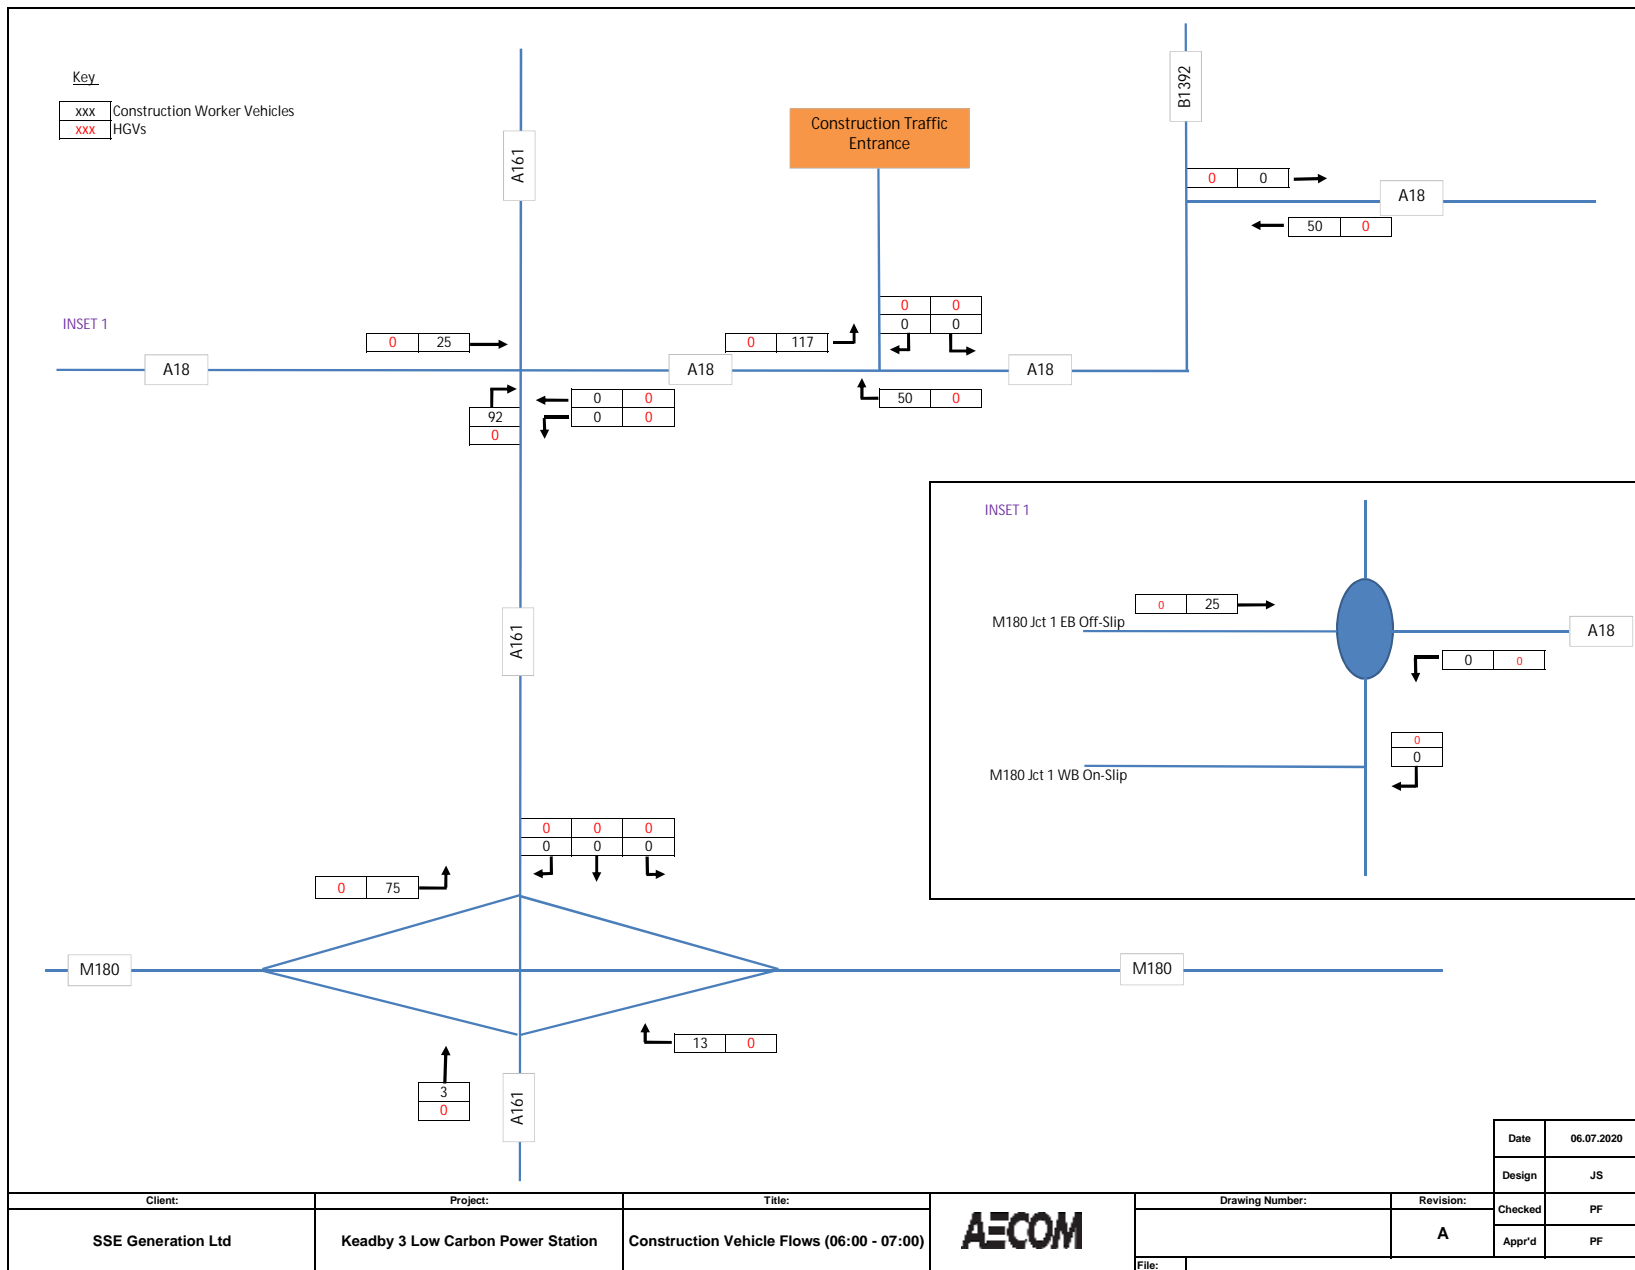 Key
xxx Construction Worker Vehicles
xxx HGVs
B1392
Construction Traffic
Entrance
A161
0 0
A18
50 0
INSET 1
0 25
0 117
0 0
0 0
A18
A18
A18
0 0
0 0
50 0
92
0
INSET 1
0 25
M180 Jct 1 EB Off-Slip
A18
0 0
A161
0
0
M180 Jct 1 WB On-Slip
0 0 0
0 0 0
0 75
M180
M180
13 0
3
0
A161
Date 06.07.2020
Design JS
Checked PF
Appr'd PF
Client: Project: Title: Drawing Number: Revision:
SSE Generation Ltd Keadby 3 Low Carbon Power Station Construction Vehicle Flows (06:00 - 07:00) AECOM A
File: